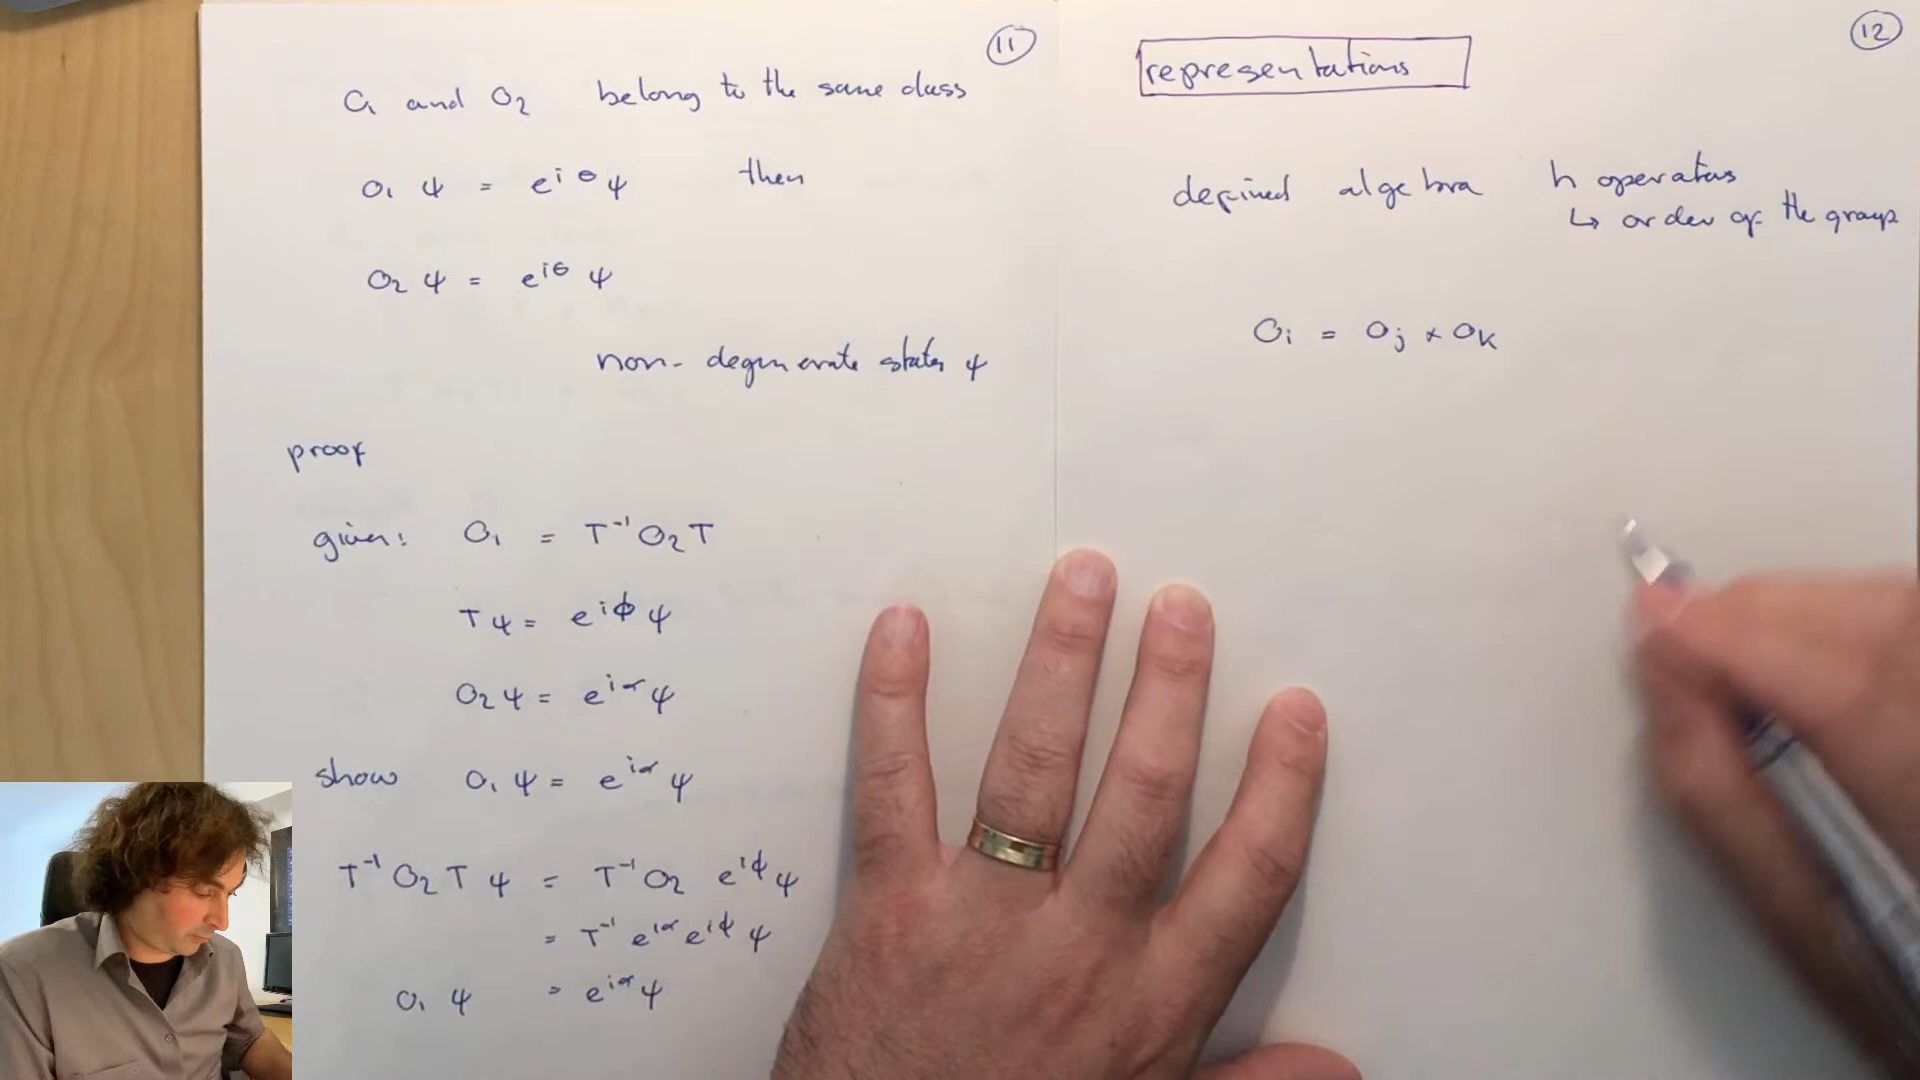 11
O₁ and O₂ belong to the same class
O₁ ψ = e^{iθ} ψ then
O₂ ψ = e^{iθ} ψ
non-degenerate states ψ
proof
given: O₁ = T⁻¹ O₂ T
T ψ = e^{iϕ} ψ
O₂ ψ = e^{iα} ψ
show O₁ ψ = e^{iα} ψ
T⁻¹ O₂ T ψ = T⁻¹ O₂ e^{iϕ} ψ
= T⁻¹ e^{iα} e^{iϕ} ψ
O₁ ψ = e^{iα} ψ
12
representations
defined algebra h operators
↳ order of the group
Oᵢ = Oⱼ × Oₖ